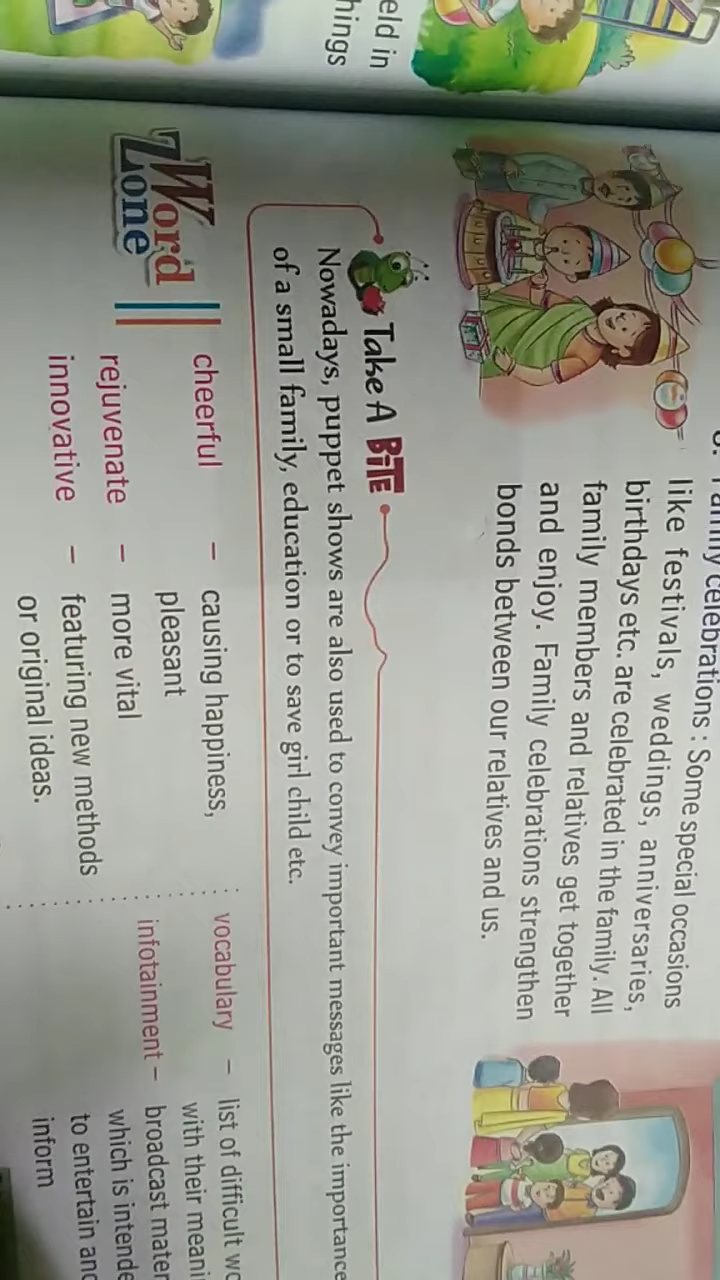 eld in
hings
Family celebrations : Some special occasions
like festivals, weddings, anniversaries,
birthdays etc. are celebrated in the family. All
family members and relatives get together
and enjoy. Family celebrations strengthen
bonds between our relatives and us.
Take A BiTE
Nowadays, puppet shows are also used to convey important messages like the importance
of a small family, education or to save girl child etc.
Word
Zone
cheerful – causing happiness,
pleasant
rejuvenate – more vital
innovative – featuring new methods
or original ideas.
vocabulary – list of difficult wo
with their meani
infotainment – broadcast mater
which is intende
to entertain and
inform